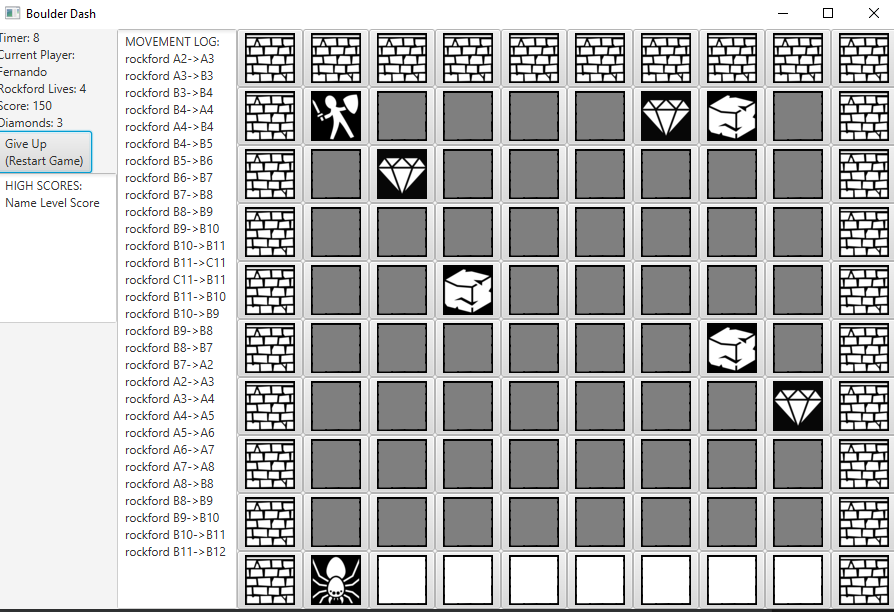 Boulder Dash
Timer: 8
Current Player:
Fernando
Rockford Lives: 4
Score: 150
Diamonds: 3
Give Up
(Restart Game)
HIGH SCORES:
Name Level Score
MOVEMENT LOG:
rockford A2->A3
rockford A3->B3
rockford B3->B4
rockford B4->A4
rockford A4->B4
rockford B4->B5
rockford B5->B6
rockford B6->B7
rockford B7->B8
rockford B8->B9
rockford B9->B10
rockford B10->B11
rockford B11->C11
rockford C11->B11
rockford B11->B10
rockford B10->B9
rockford B9->B8
rockford B8->B7
rockford B7->A2
rockford A2->A3
rockford A3->A4
rockford A4->A5
rockford A5->A6
rockford A6->A7
rockford A7->A8
rockford A8->B8
rockford B8->B9
rockford B9->B10
rockford B10->B11
rockford B11->B12